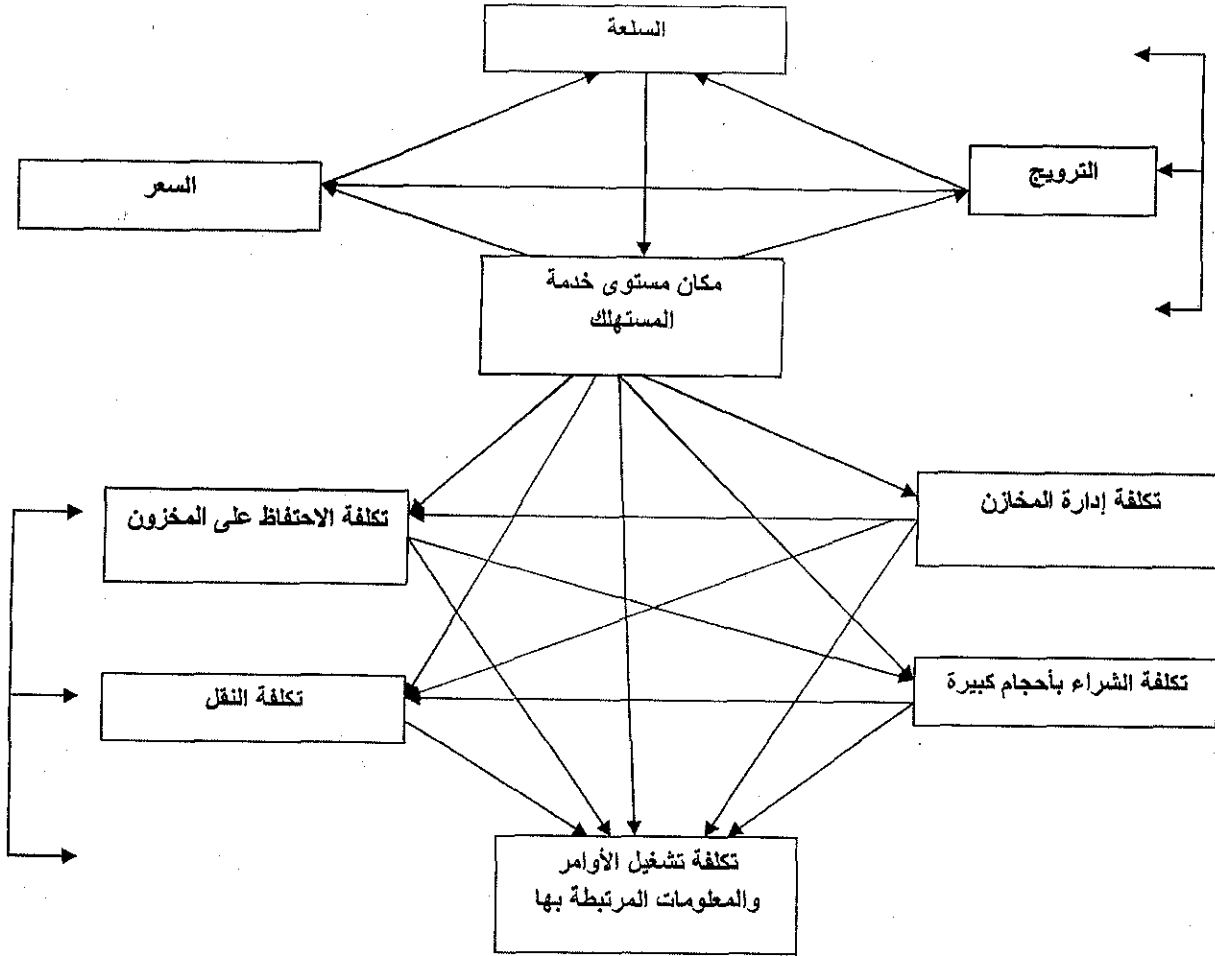 السلعة
الترويج
السعر
مكان مستوى خدمة
المستهلك
تكلفة إدارة المخازن
تكلفة الاحتفاظ على المخزون
تكلفة الشراء بأحجام كبيرة
تكلفة النقل
تكلفة تشغيل الأوامر
والمعلومات المرتبطة بها